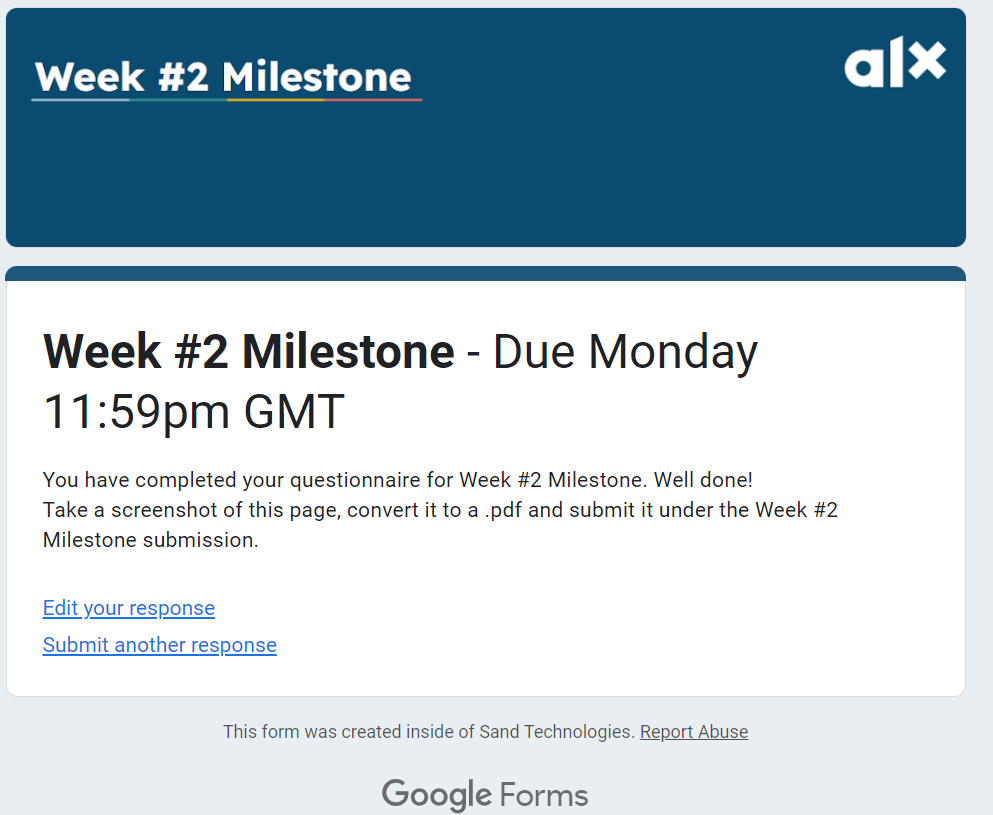 Week #2 Milestone
alx
Week #2 Milestone - Due Monday
11:59pm GMT
You have completed your questionnaire for Week #2 Milestone. Well done!
Take a screenshot of this page, convert it to a .pdf and submit it under the Week #2
Milestone submission.
Edit your response
Submit another response
This form was created inside of Sand Technologies. Report Abuse
Google Forms